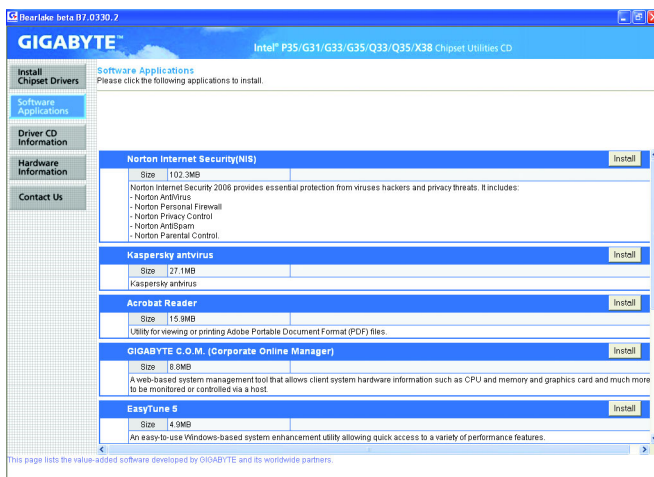 Bearlake beta B7.0330.2
GIGABYTE™
Intel® P35/G31/G33/G35/Q33/Q35/X38 Chipset Utilities CD
Install
Chipset Drivers
Software
Applications
Driver CD
Information
Hardware
Information
Contact Us
Software Applications
Please click the following applications to install.
Norton Internet Security(NIS) Install
Size 102.3MB
Norton Internet Security 2006 provides essential protection from viruses hackers and privacy threats. It includes:
- Norton AntiVirus
- Norton Personal Firewall
- Norton Privacy Control
- Norton AntiSpam
- Norton Parental Control.
Kaspersky antvirus Install
Size 27.1MB
Kaspersky antvirus
Acrobat Reader Install
Size 15.9MB
Utility for viewing or printing Adobe Portable Document Format (PDF) files.
GIGABYTE C.O.M. (Corporate Online Manager) Install
Size 8.8MB
A web-based system management tool that allows client system hardware information such as CPU and memory and graphics card and much more
to be monitored or controlled via a host.
EasyTune 5 Install
Size 4.9MB
An easy-to-use Windows-based system enhancement utility allowing quick access to a variety of performance features.
This page lists the value-added software developed by GIGABYTE and its worldwide partners.